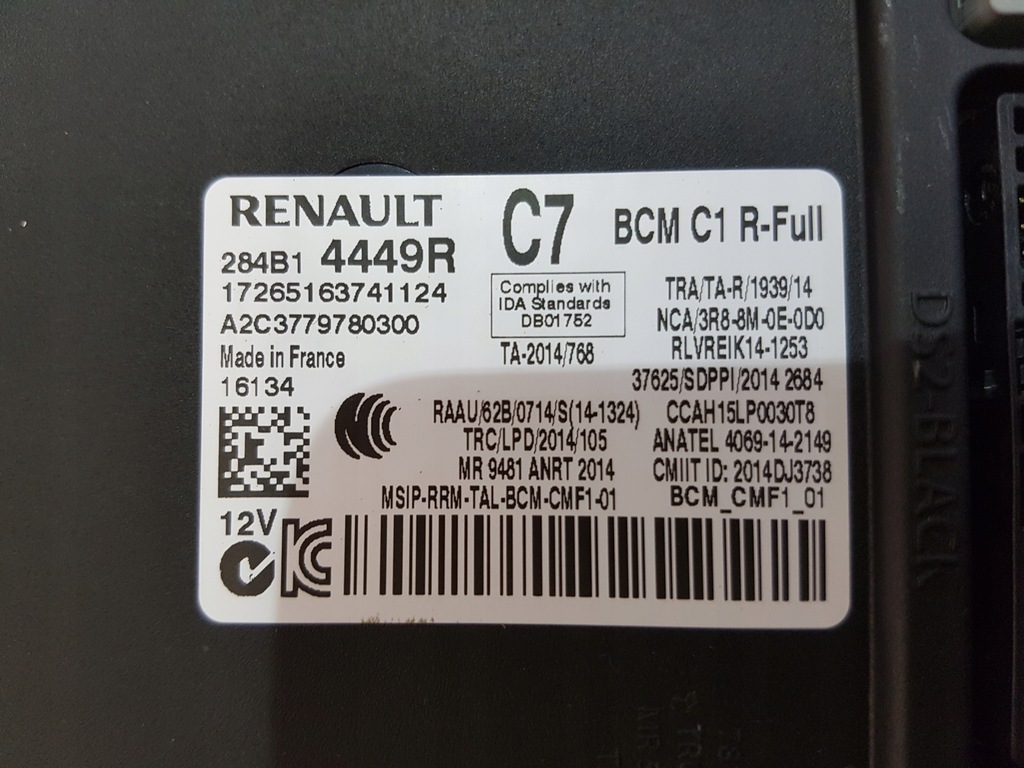 RENAULT
C7
BCM C1 R-Full
284B1 4449R
17265163741124
A2C3779780300
Made in France
16134
Complies with
IDA Standards
DB01752
TA-2014/768
TRA/TA-R/1939/14
NCA/3R8-8M-0E-0D0
RLVREIK14-1253
37625/SDPPI/2014 2684
RAAU/62B/0714/S(14-1324)
CCAH15LP0030T8
TRC/LPD/2014/105
ANATEL 4069-14-2149
MR 9481 ANRT 2014
CMIIT ID: 2014DJ3738
MSIP-RRM-TAL-BCM-CMF1-01
BCM_CMF1_01
12V
DS2-BLACK